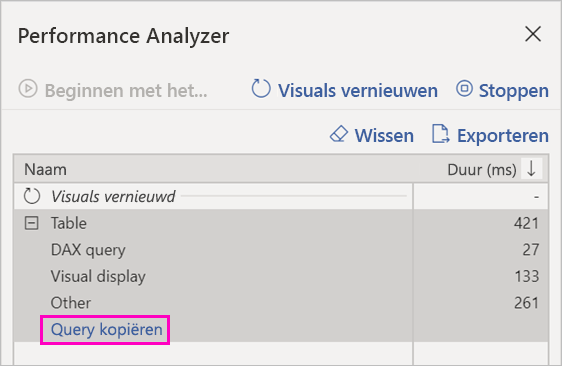 Performance Analyzer
Beginnen met het... Visuals vernieuwen Stoppen
Wissen Exporteren
Naam Duur (ms)
Visuals vernieuwd -
Table 421
DAX query 27
Visual display 133
Other 261
Query kopiëren